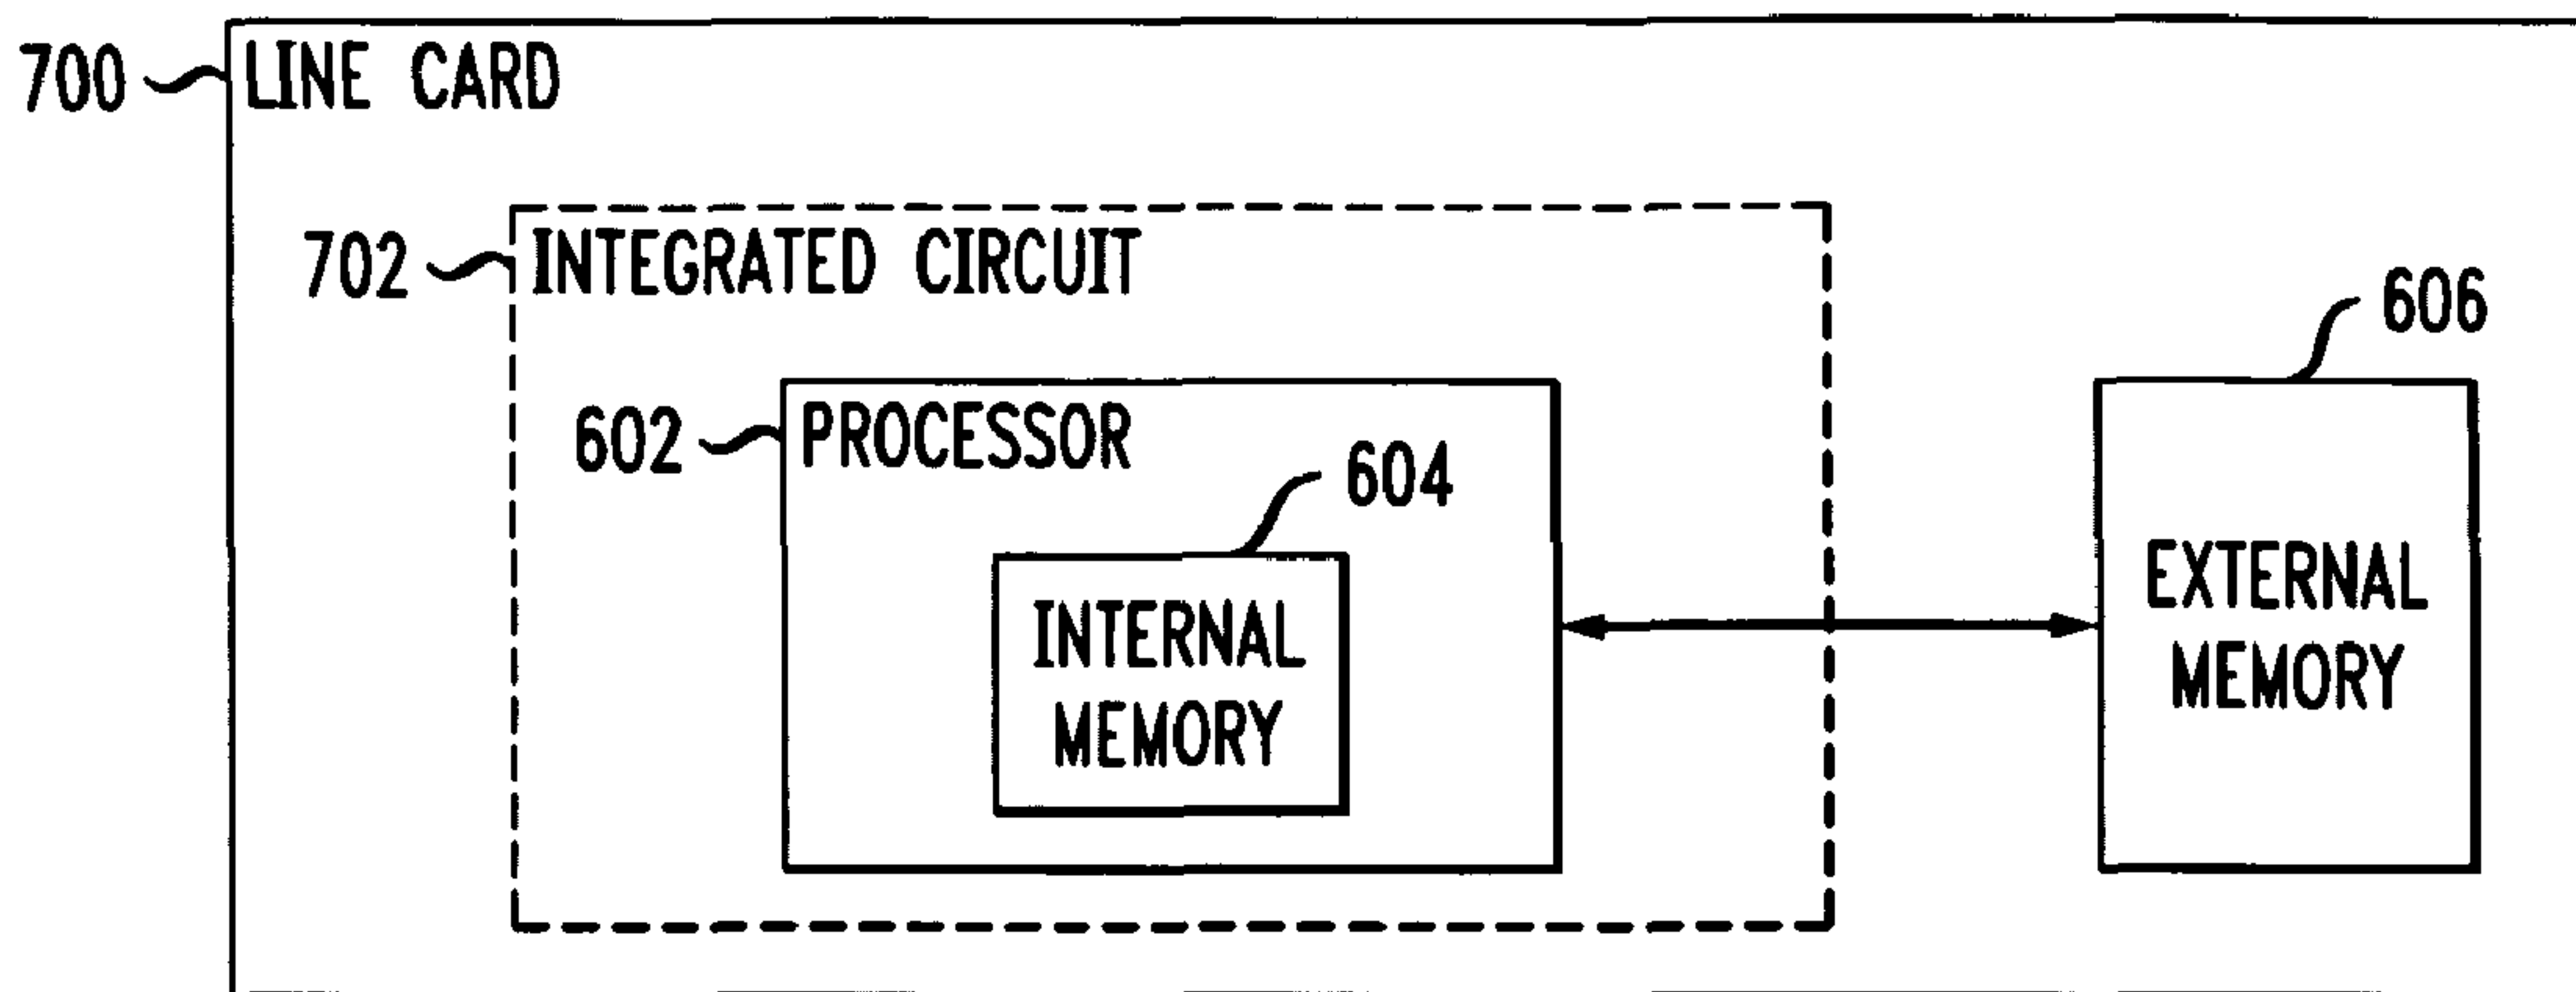 700 LINE CARD
702 INTEGRATED CIRCUIT
606
602 PROCESSOR
604
INTERNAL
MEMORY
EXTERNAL
MEMORY